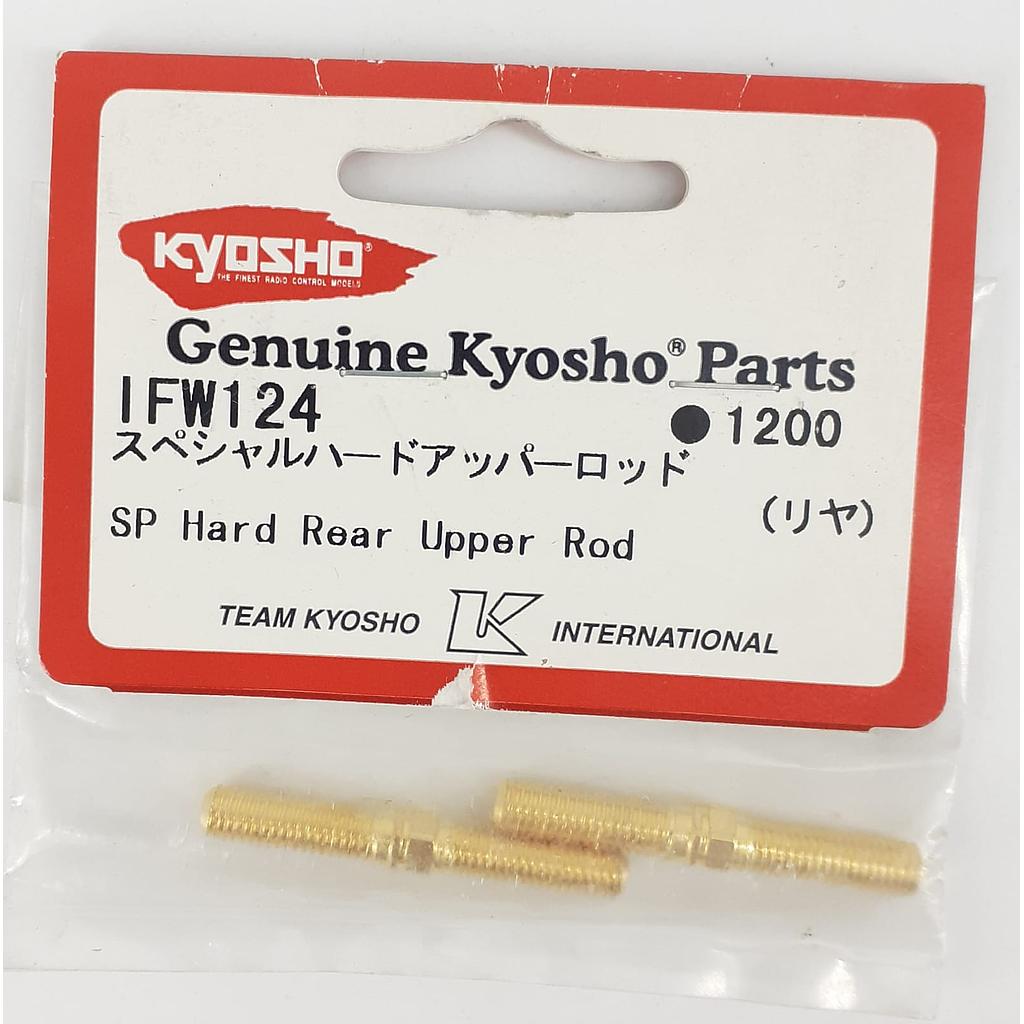 KYOSHO®
THE FINEST RADIO CONTROL MODELS
Genuine Kyosho® Parts
IFW124 ●1200
スペシャルハードアッパーロッド
(リヤ)
SP Hard Rear Upper Rod
TEAM KYOSHO K INTERNATIONAL